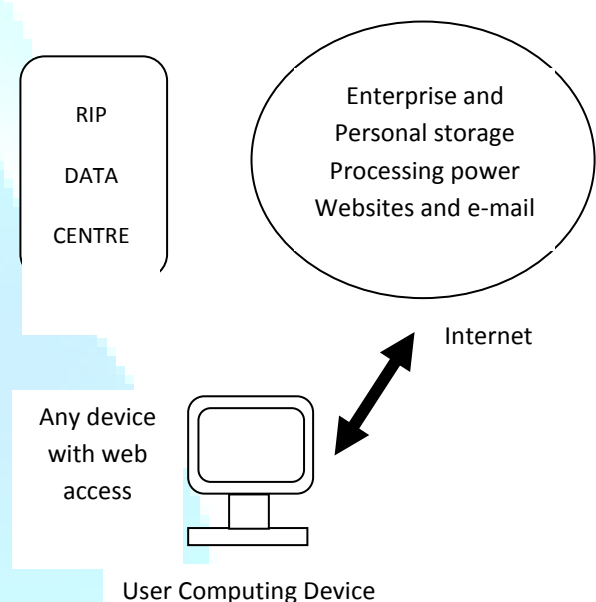 RIP
DATA
CENTRE
Enterprise and
Personal storage
Processing power
Websites and e-mail
Internet
Any device
with web
access
User Computing Device